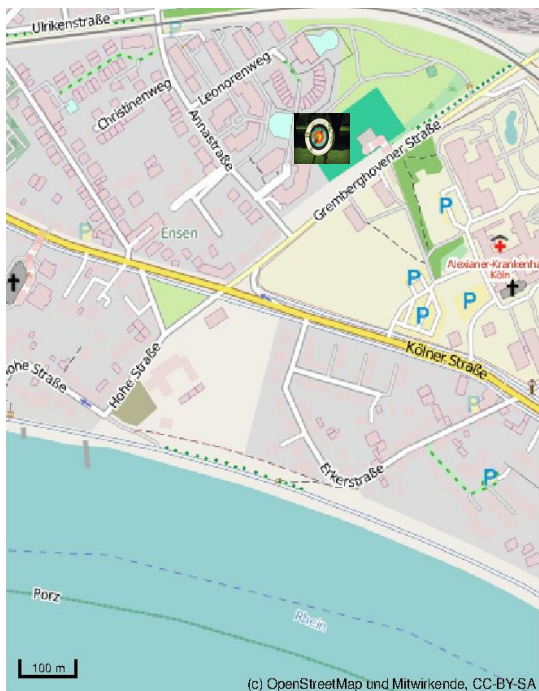 Ulrikenstraße
P
Christinenweg
Leonorenweg
Annastraße
Gremberghovener Straße
P
P
Ensen
Alexianer-Krankenha
Köln
P
P
P
Kölner Straße
Hohe Straße
hohe Straße
P
Erkerstraße
P
Porz
Rhein
100 m
(c) OpenStreetMap und Mitwirkende, CC-BY-SA